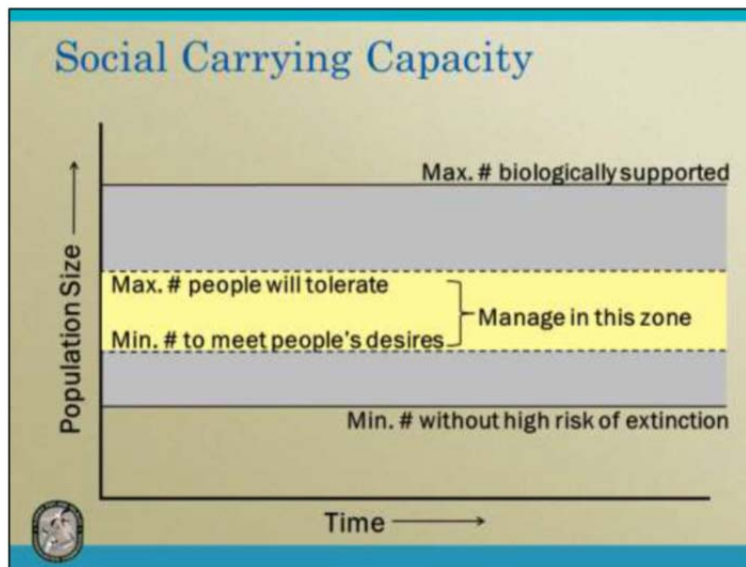 Social Carrying Capacity
Max. # biologically supported
Max. # people will tolerate
Manage in this zone
Min. # to meet people's desires
Min. # without high risk of extinction
Population Size
Time